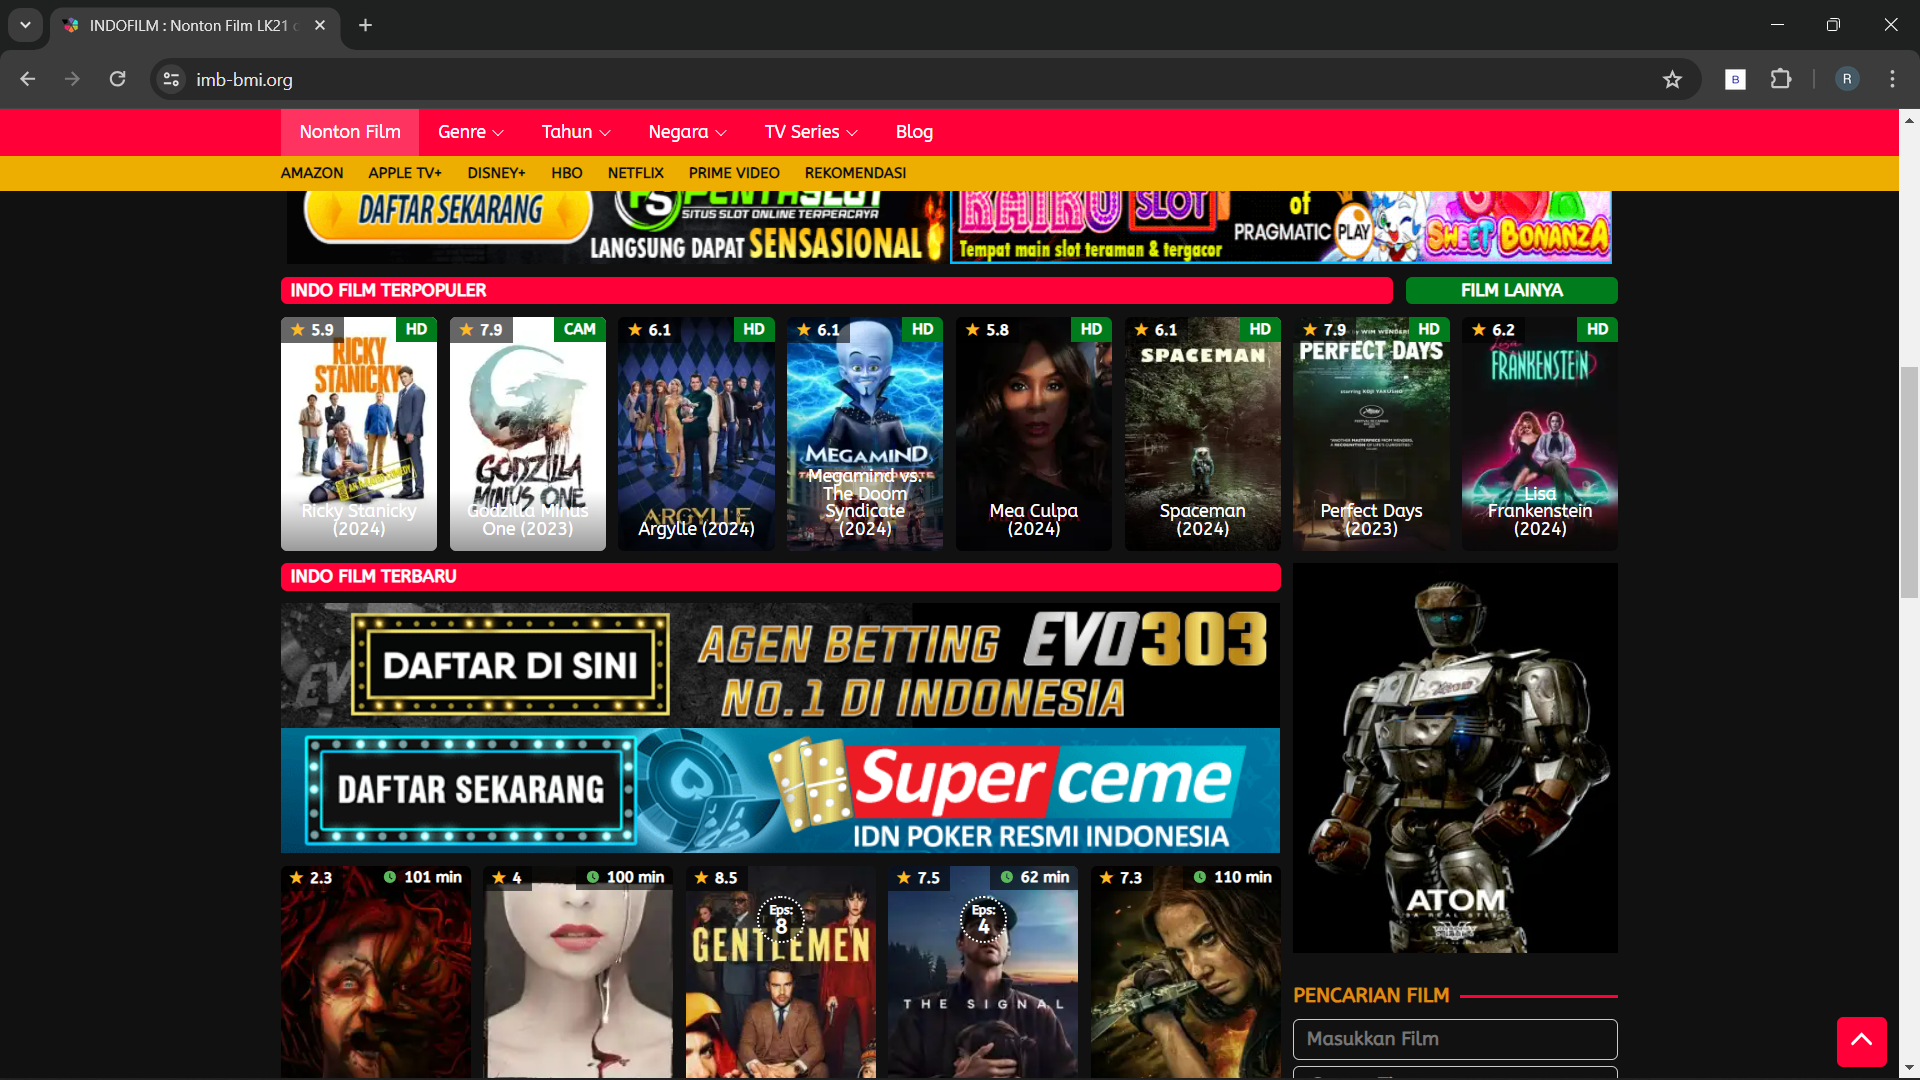 INDOFILM : Nonton Film LK21
imb-bmi.org
B
R
Nonton Film Genre Tahun Negara TV Series Blog
AMAZON APPLE TV+ DISNEY+ HBO NETFLIX PRIME VIDEO REKOMENDASI
DAFTAR SEKARANG
SITUS SLOT ONLINE TERPERCAYA
LANGSUNG DAPAT SENSASIONAL
SLOT
Tempat main slot teraman & tergacor
of
PRAGMATIC PLAY
SWEET BONANZA
INDO FILM TERPOPULER
FILM LAINYA
5.9 HD
RICKY STANICKY
Ricky Stanicky (2024)
7.9 CAM
GODZILLA MINUS ONE
Godzilla Minus One (2023)
6.1 HD
ARGYLLE
Argylle (2024)
6.1 HD
MEGAMIND
Megamind vs. The Doom Syndicate (2024)
5.8 HD
Mea Culpa (2024)
6.1 HD
SPACEMAN
Spaceman (2024)
7.9 HD
PERFECT DAYS
Perfect Days (2023)
6.2 HD
Lisa FRANKENSTEIN
Lisa Frankenstein (2024)
INDO FILM TERBARU
DAFTAR DI SINI
AGEN BETTING EVO303
NO.1 DI INDONESIA
DAFTAR SEKARANG
Super ceme
IDN POKER RESMI INDONESIA
ATOM
2.3 101 min
4 100 min
8.5
Eps:
8
GENTLEMEN
7.5 62 min
Eps:
4
THE SIGNAL
7.3 110 min
PENCARIAN FILM
Masukkan Film